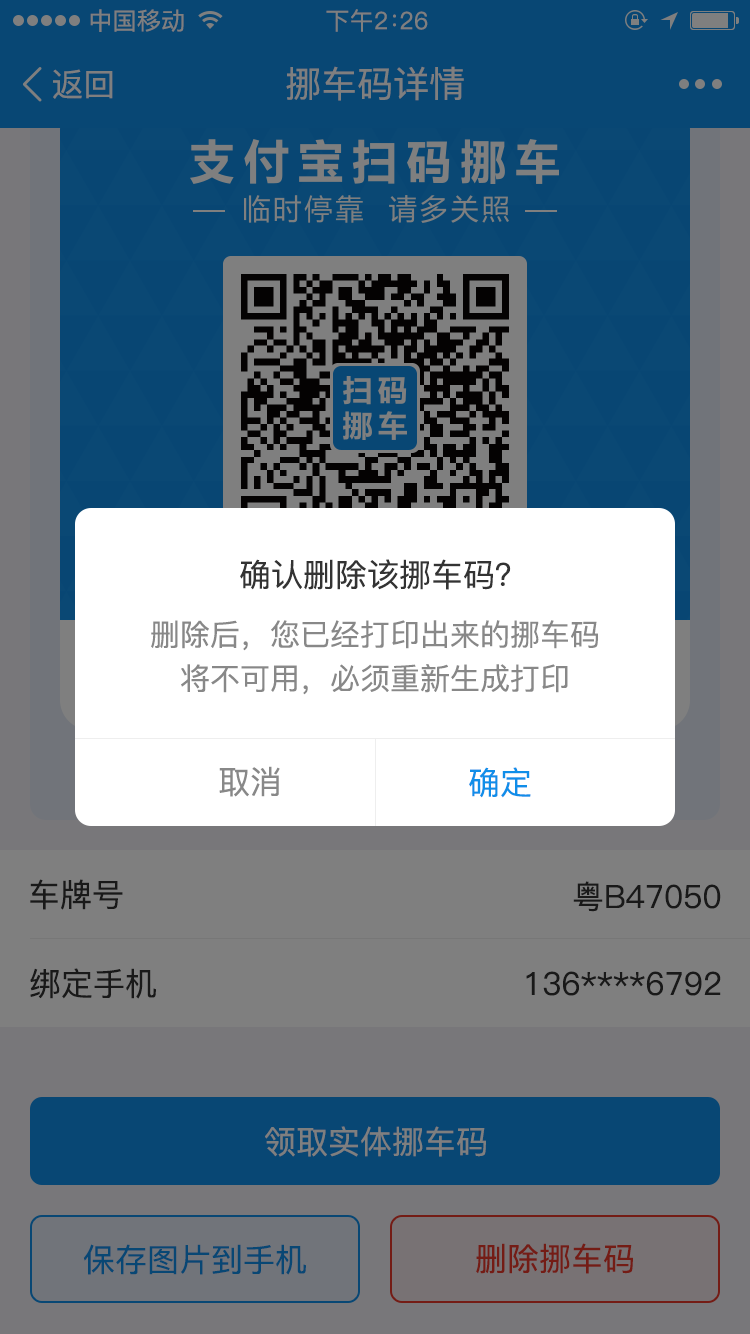 中国移动
下午2:26
返回
挪车码详情
支付宝扫码挪车
— 临时停靠 请多关照 —
扫码
挪车
确认删除该挪车码?
删除后，您已经打印出来的挪车码
将不可用，必须重新生成打印
取消
确定
车牌号
粤B47050
绑定手机
136****6792
领取实体挪车码
保存图片到手机
删除挪车码